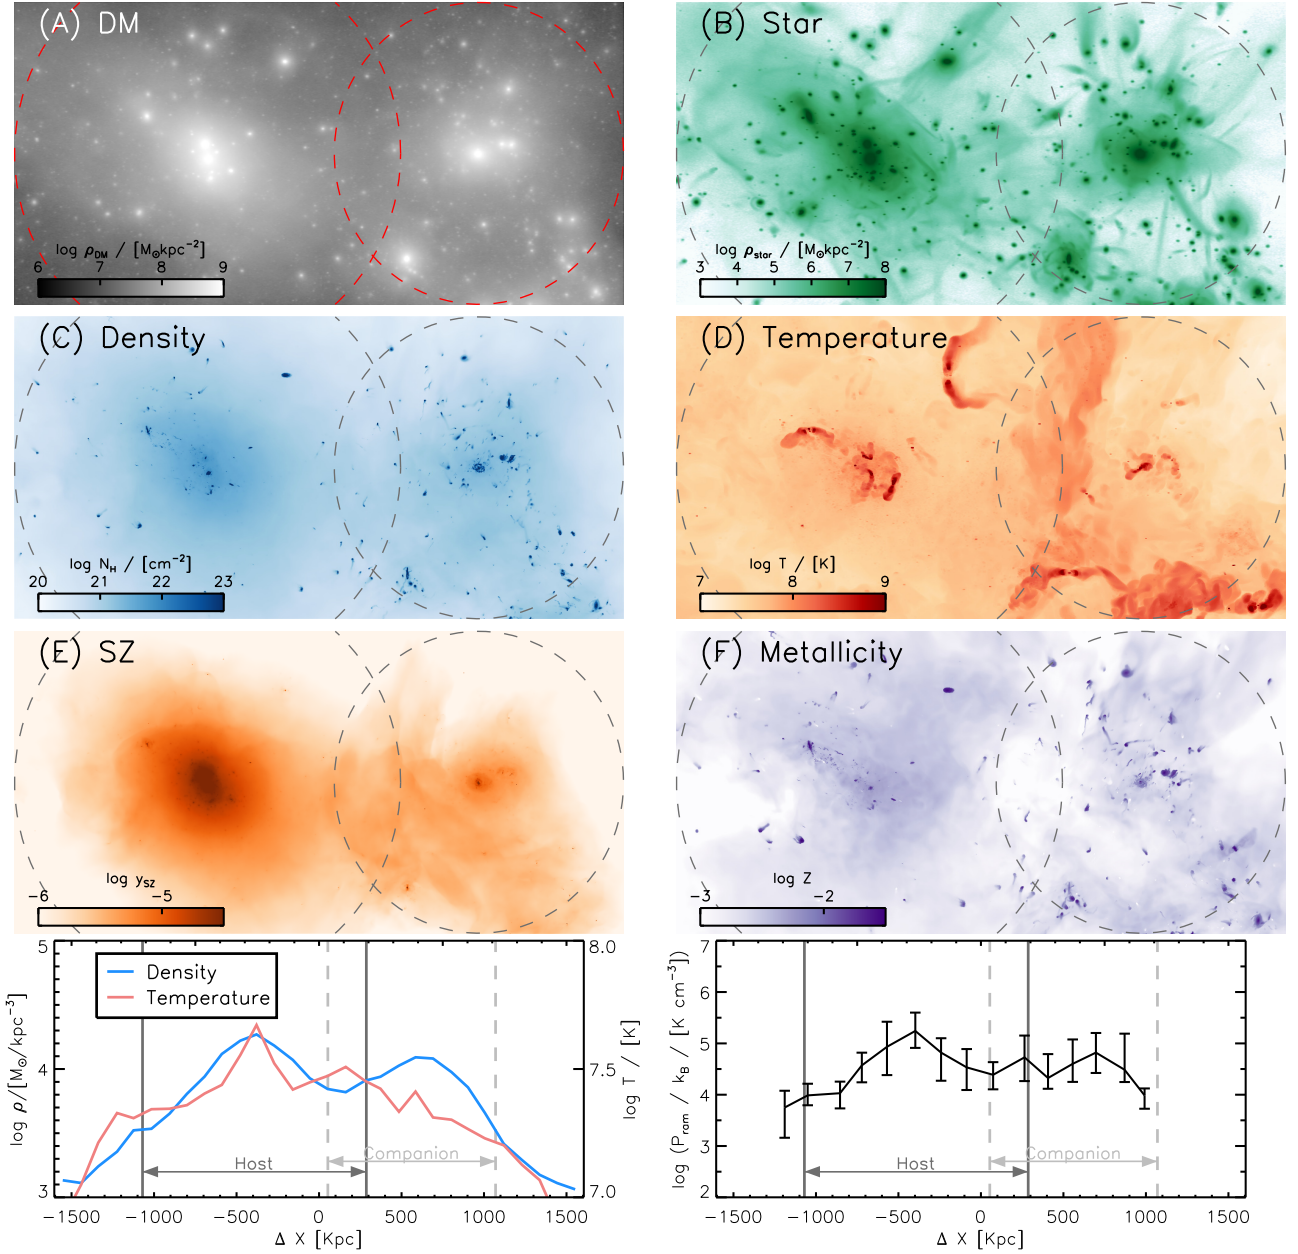 (A) DM
log ρDM / [M⊙kpc−2]
6 7 8 9
(B) Star
log ρstar / [M⊙kpc−2]
3 4 5 6 7 8
(C) Density
log NH / [cm−2]
20 21 22 23
(D) Temperature
log T / [K]
7 8 9
(E) SZ
log ySZ
−6 −5
(F) Metallicity
log Z
−3 −2
5
4
3
log ρ/[M⊙/kpc−3]
Density
Temperature
8.0
7.5
7.0
log T / [K]
Host
Companion
−1500 −1000 −500 0 500 1000 1500
Δ X [Kpc]
7
6
5
4
3
2
log (Pram / kB / [K cm−3])
Host
Companion
−1500 −1000 −500 0 500 1000 1500
Δ X [Kpc]